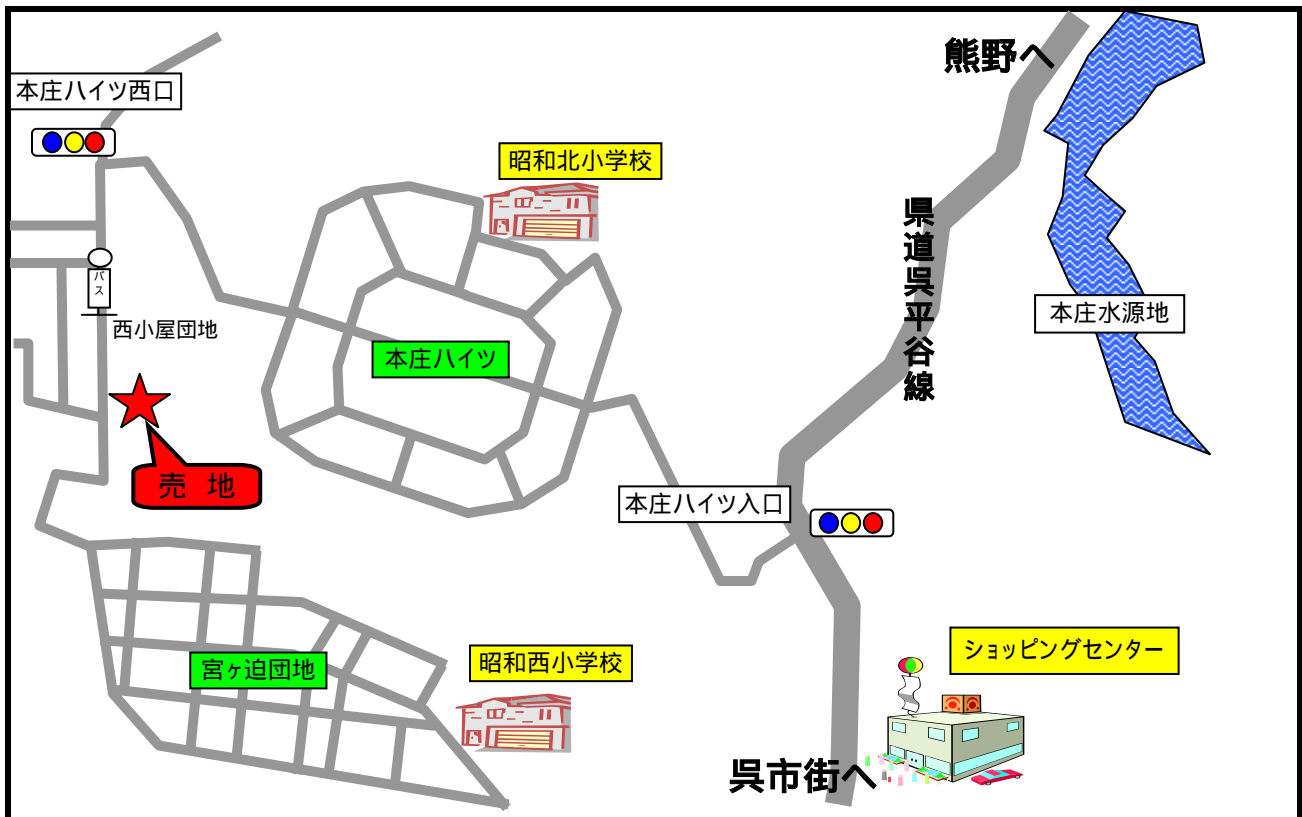 熊野へ
本庄ハイツ西口
昭和北小学校
県道呉平谷線
バス
本庄水源地
西小屋団地
本庄ハイツ
売 地
本庄ハイツ入口
ショッピングセンター
昭和西小学校
宮ヶ迫団地
呉市街へ